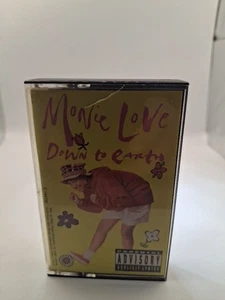 MONIE LOVE
DOWN to EARTH
PARENTAL
ADVISORY
EXPLICIT LYRICS